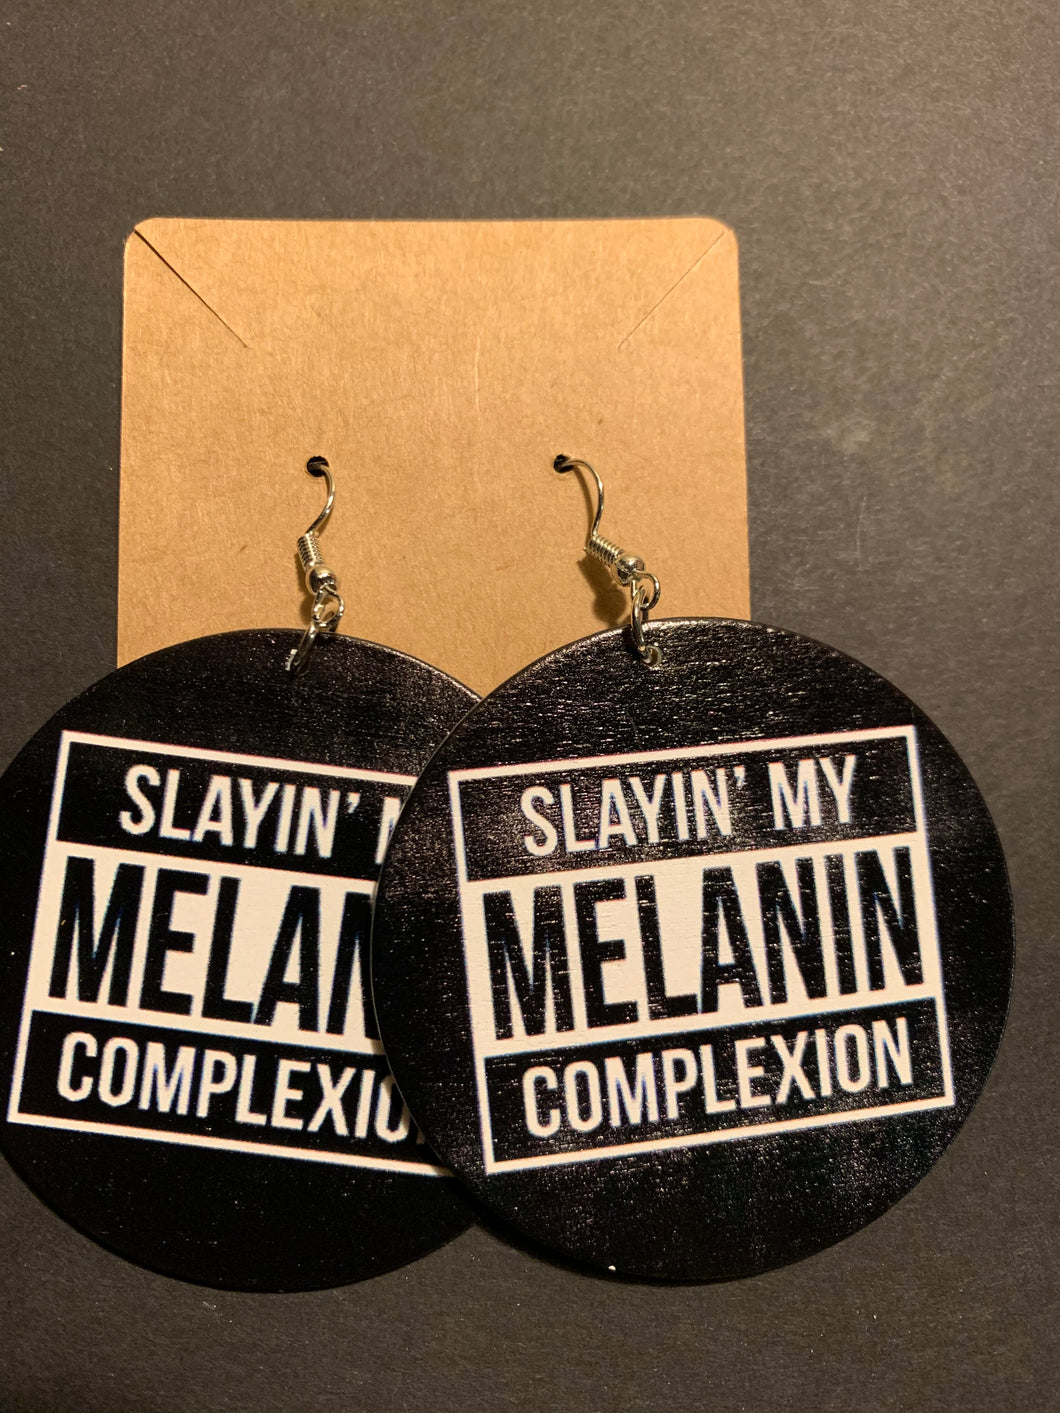 SLAYIN' M
MELAN
COMPLEXIO
SLAYIN' MY
MELANIN
COMPLEXION